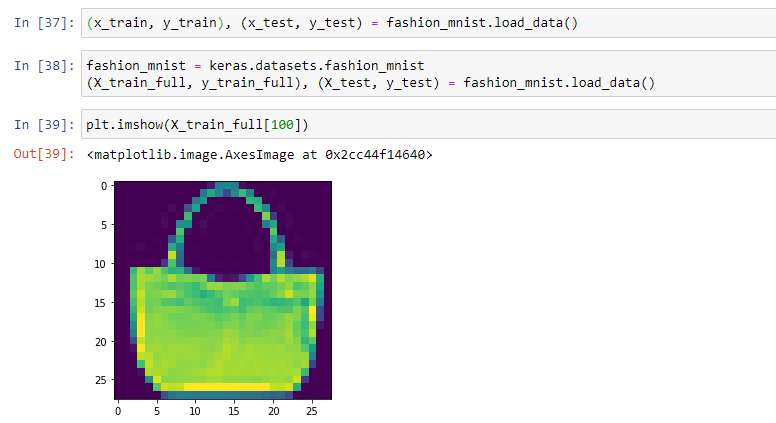 In [37]: (x_train, y_train), (x_test, y_test) = fashion_mnist.load_data()
In [38]: fashion_mnist = keras.datasets.fashion_mnist
(X_train_full, y_train_full), (X_test, y_test) = fashion_mnist.load_data()
In [39]: plt.imshow(X_train_full[100])
Out[39]: <matplotlib.image.AxesImage at 0x2cc44f14640>
0
5
10
15
20
25
0 5 10 15 20 25